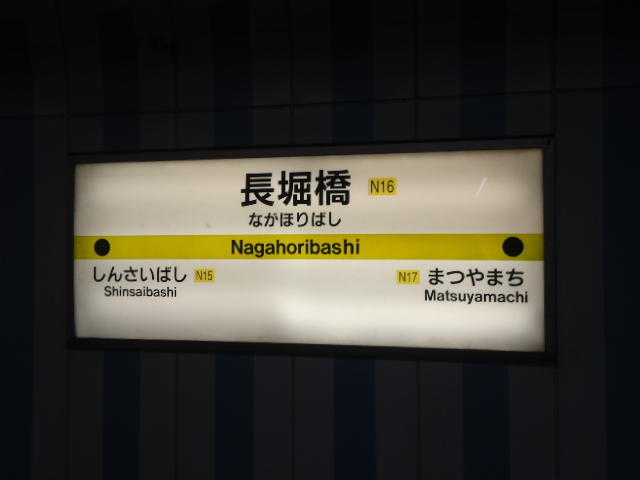 長堀橋 N16
ながほりばし
Nagahoribashi
しんさいばし N15
Shinsaibashi
N17 まつやまち
Matsuyamachi